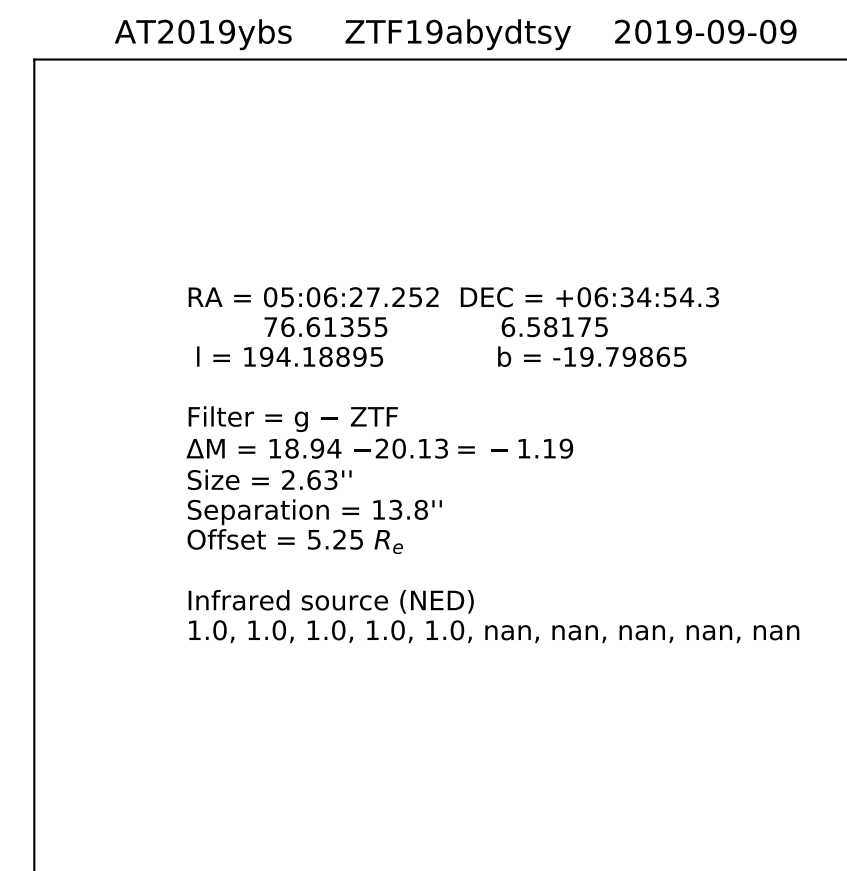 AT2019ybs ZTF19abydtsy 2019-09-09
RA = 05:06:27.252 DEC = +06:34:54.3
76.61355 6.58175
l = 194.18895 b = -19.79865
Filter = g − ZTF
ΔM = 18.94 −20.13 = − 1.19
Size = 2.63''
Separation = 13.8''
Offset = 5.25 Re
Infrared source (NED)
1.0, 1.0, 1.0, 1.0, 1.0, nan, nan, nan, nan, nan